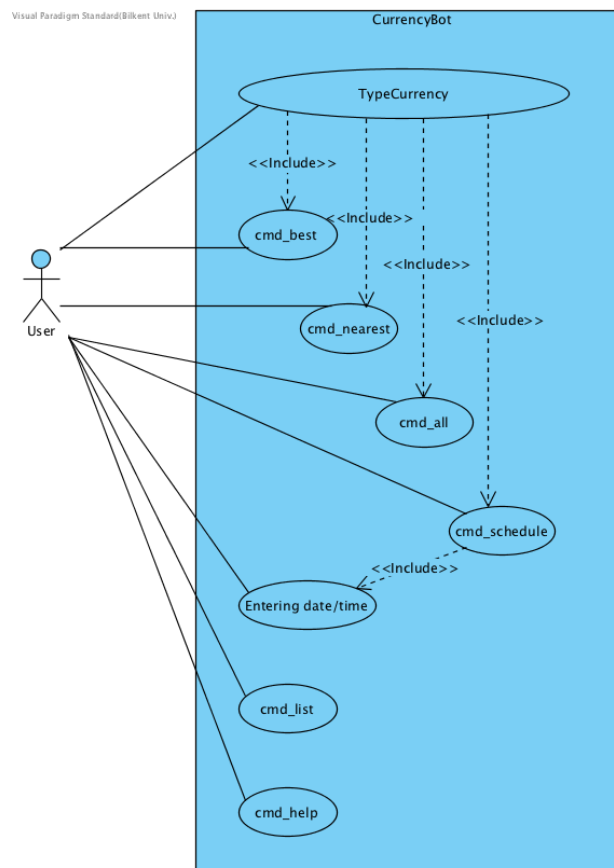 Visual Paradigm Standard(Bilkent Univ.)
CurrencyBot
TypeCurrency
<<Include>>
cmd_best
<<Include>>
<<Include>>
<<Include>>
User
cmd_nearest
cmd_all
cmd_schedule
<<Include>>
Entering date/time
cmd_list
cmd_help